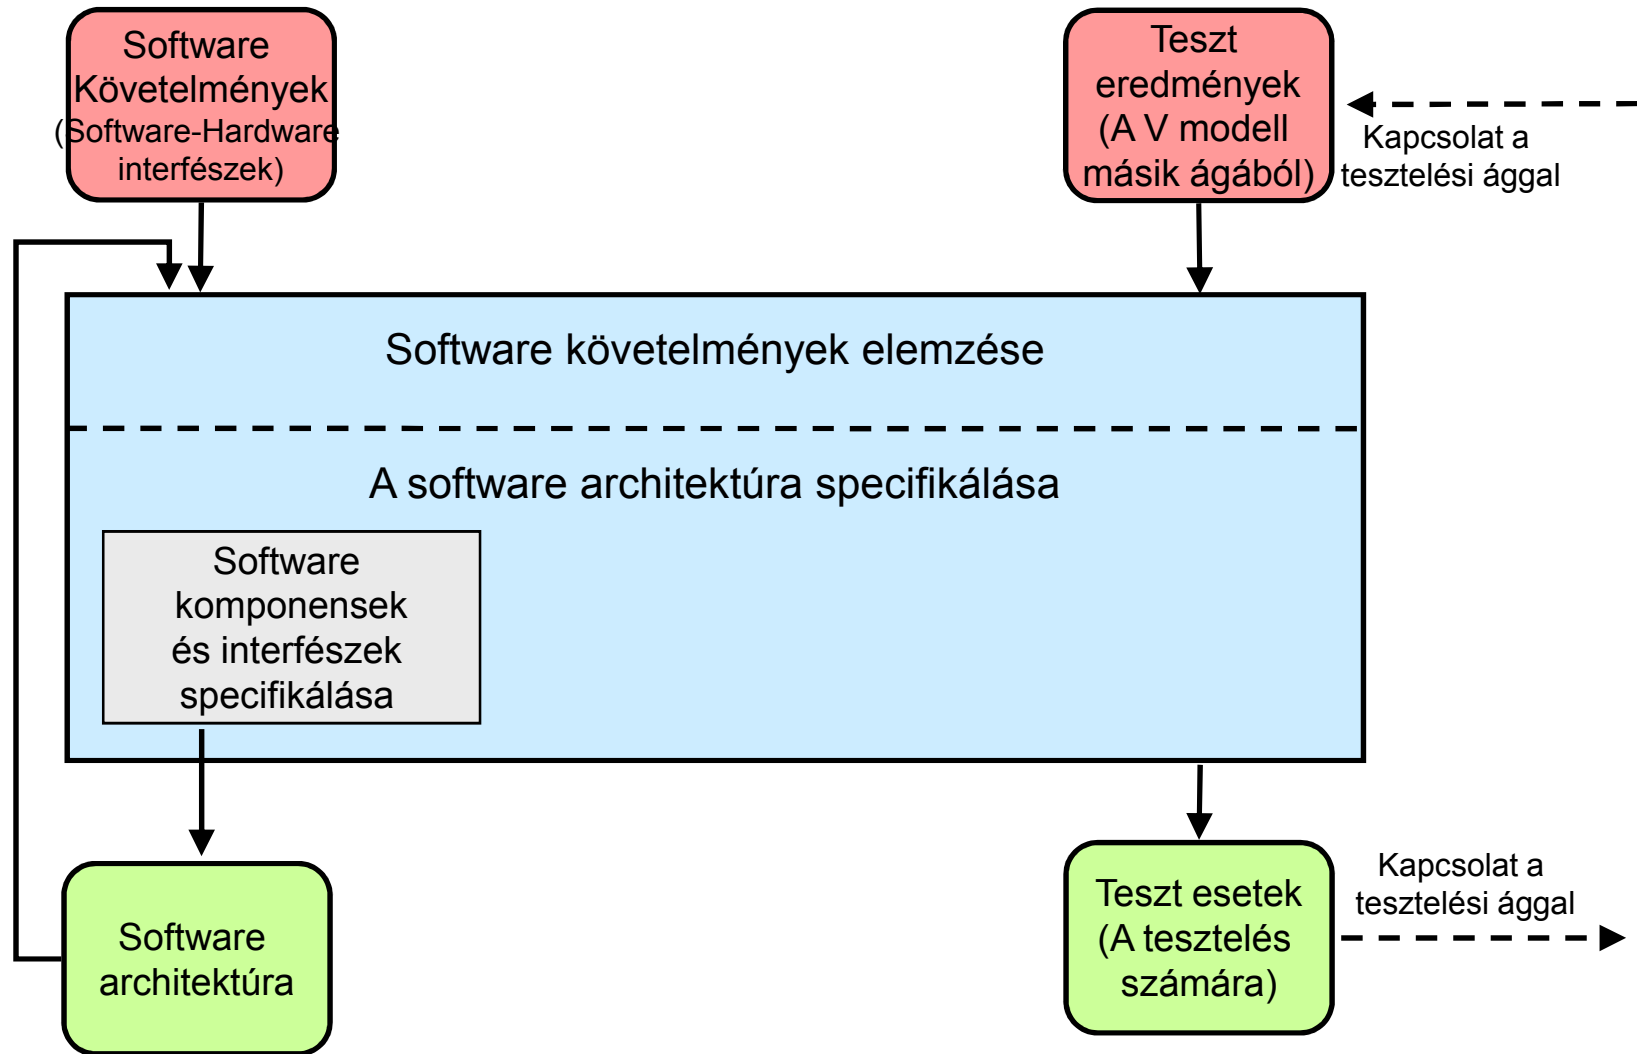 Software
Követelmények
(Software-Hardware
interfészek)
Teszt
eredmények
(A V modell
másik ágából)
Kapcsolat a
tesztelési ággal
Software követelmények elemzése
A software architektúra specifikálása
Software
komponensek
és interfészek
specifikálása
Software
architektúra
Teszt esetek
(A tesztelés
számára)
Kapcsolat a
tesztelési ággal